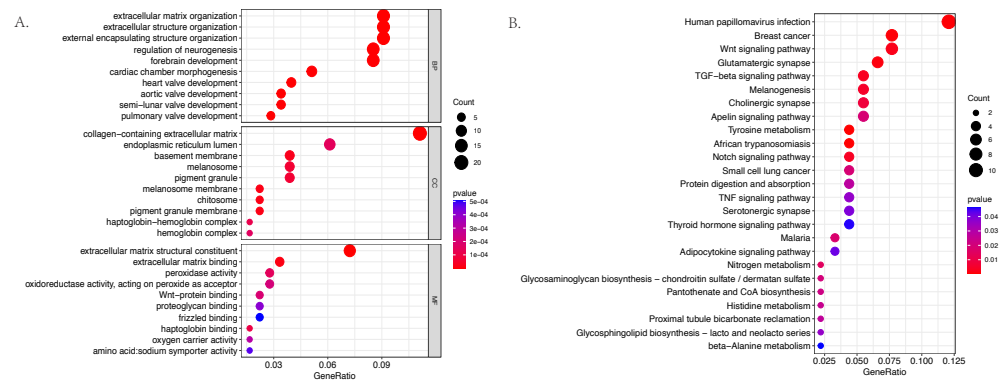 A.
extracellular matrix organization
extracellular structure organization
external encapsulating structure organization
regulation of neurogenesis
forebrain development
cardiac chamber morphogenesis
heart valve development
aortic valve development
semi-lunar valve development
pulmonary valve development
BP
collagen-containing extracellular matrix
endoplasmic reticulum lumen
basement membrane
melanosome
pigment granule
melanosome membrane
chitosome
pigment granule membrane
haptoglobin-hemoglobin complex
hemoglobin complex
CC
extracellular matrix structural constituent
extracellular matrix binding
peroxidase activity
oxidoreductase activity, acting on peroxide as acceptor
Wnt-protein binding
proteoglycan binding
frizzled binding
haptoglobin binding
oxygen carrier activity
amino acid:sodium symporter activity
MF
0.03 0.06 0.09
GeneRatio
Count
5
10
15
20
pvalue
5e-04
4e-04
3e-04
2e-04
1e-04
B.
Human papillomavirus infection
Breast cancer
Wnt signaling pathway
Glutamatergic synapse
TGF-beta signaling pathway
Melanogenesis
Cholinergic synapse
Apelin signaling pathway
Tyrosine metabolism
African trypanosomiasis
Notch signaling pathway
Small cell lung cancer
Protein digestion and absorption
TNF signaling pathway
Serotonergic synapse
Thyroid hormone signaling pathway
Malaria
Adipocytokine signaling pathway
Nitrogen metabolism
Glycosaminoglycan biosynthesis - chondroitin sulfate / dermatan sulfate
Pantothenate and CoA biosynthesis
Histidine metabolism
Proximal tubule bicarbonate reclamation
Glycosphingolipid biosynthesis - lacto and neolacto series
beta-Alanine metabolism
0.025 0.050 0.075 0.100 0.125
GeneRatio
Count
2
4
6
8
10
pvalue
0.04
0.03
0.02
0.01